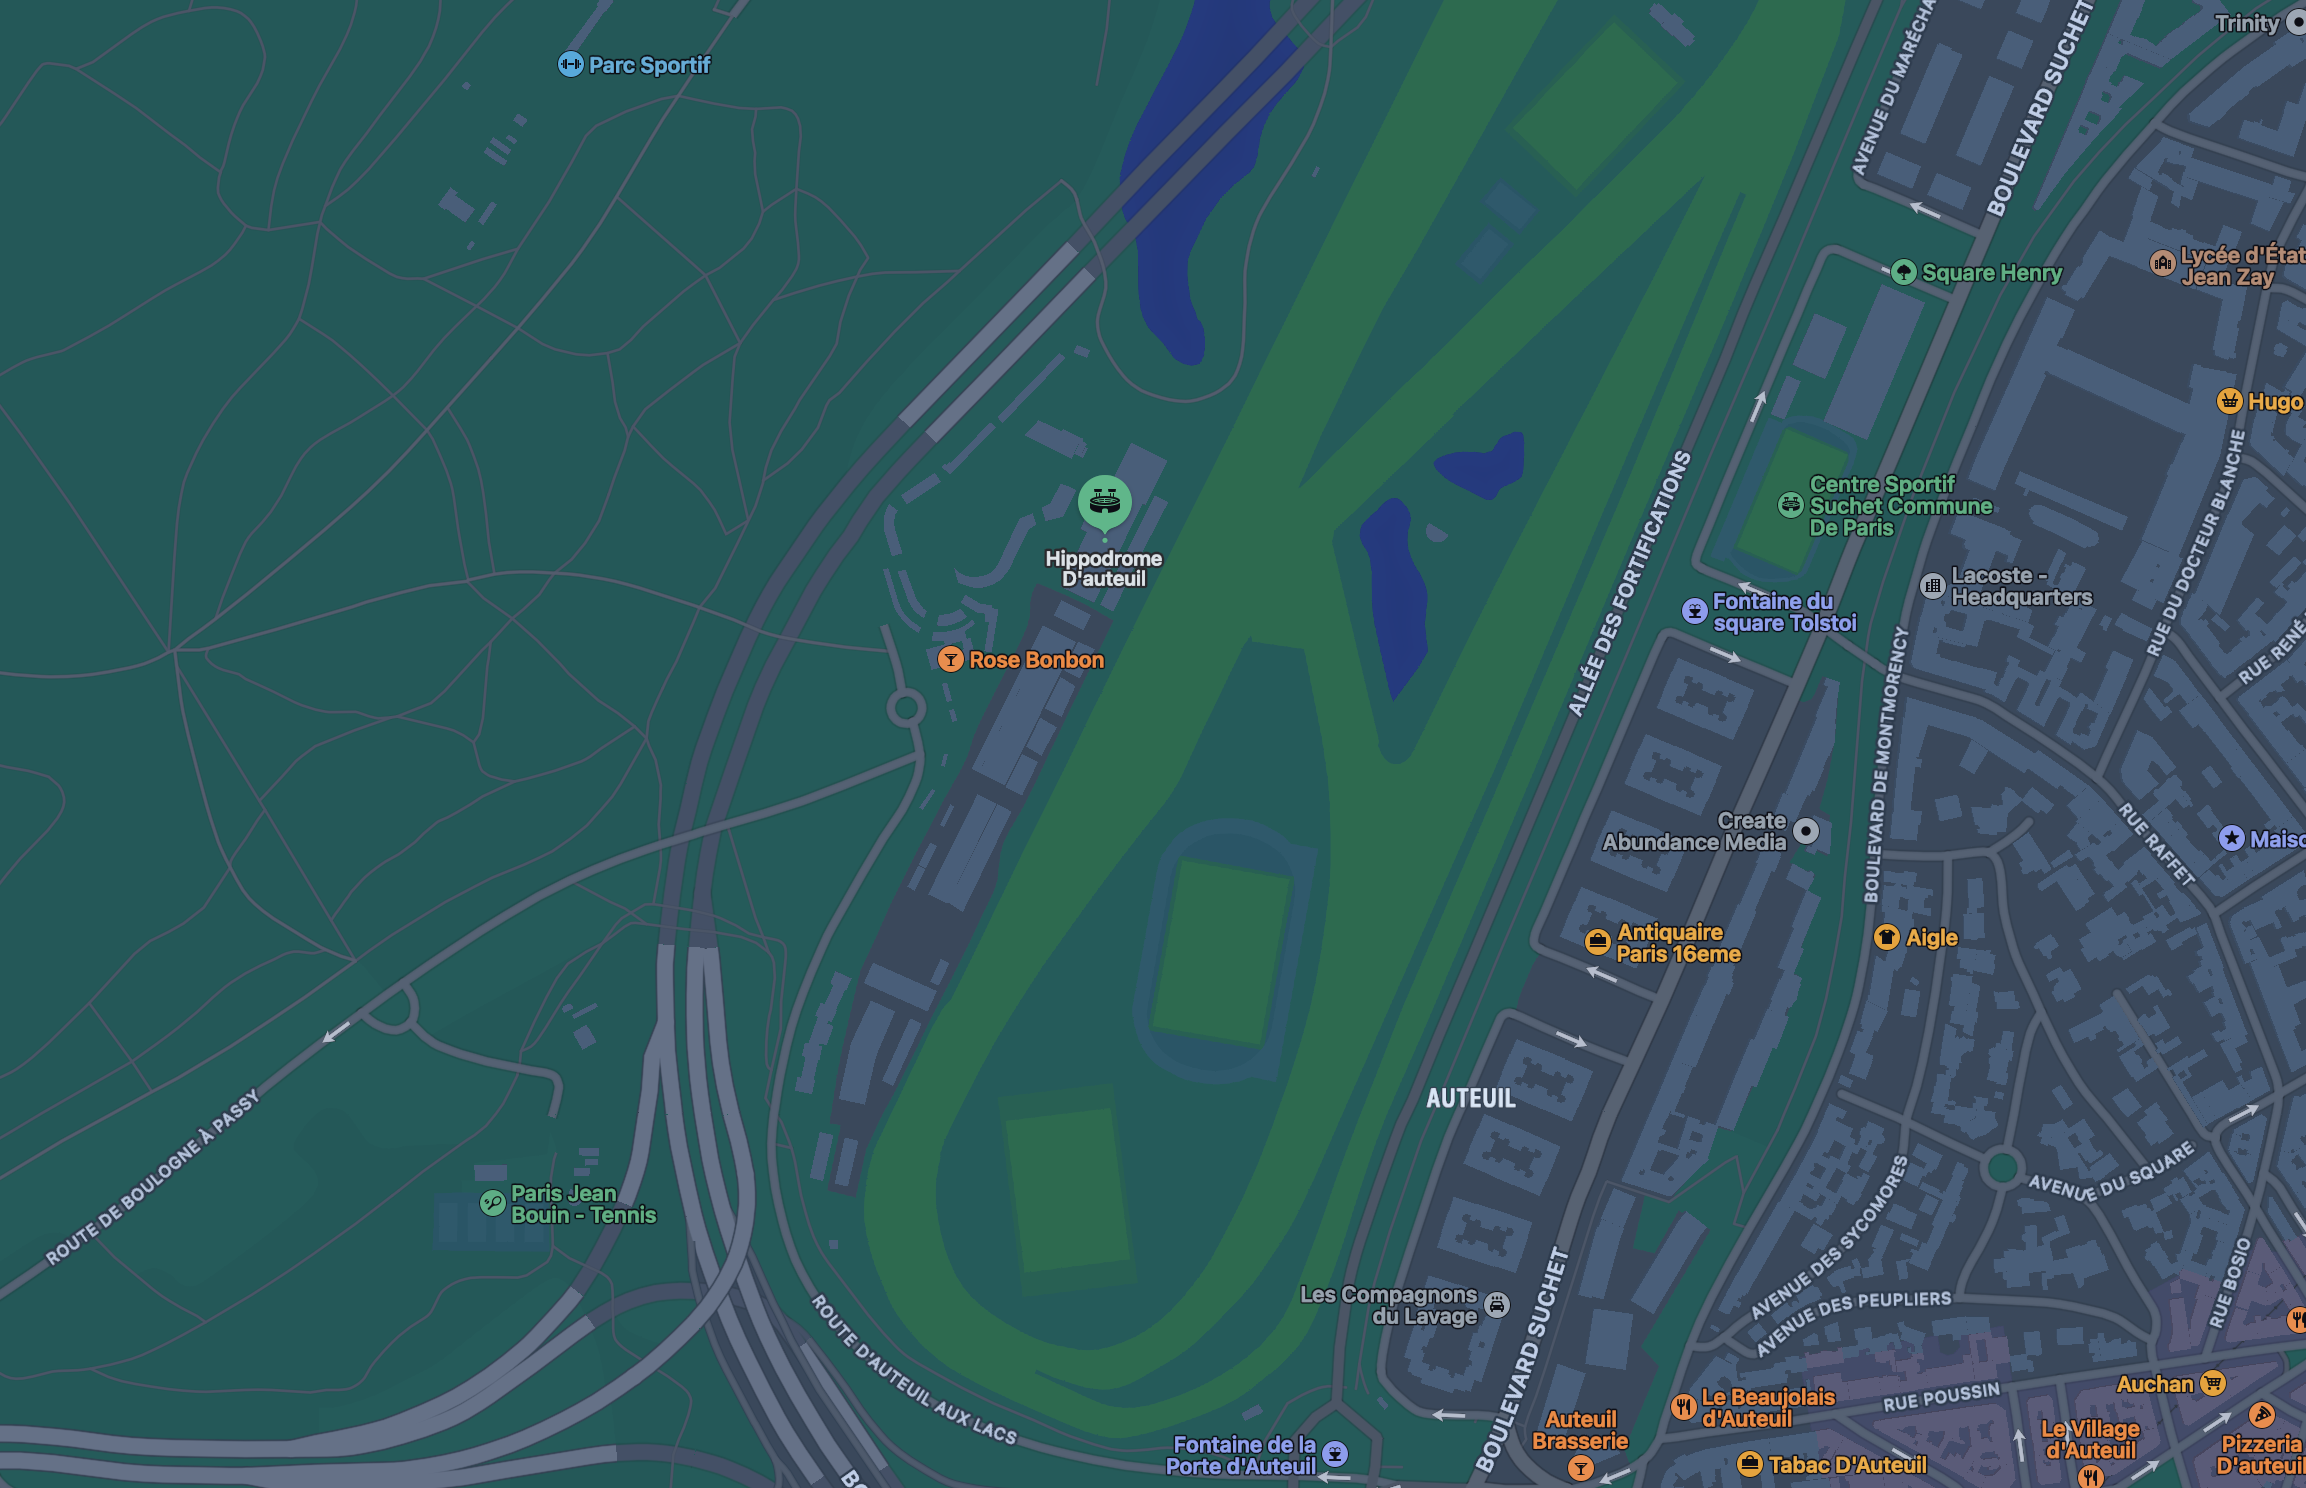 Trinity
Parc Sportif
AVENUE DU MARÉCHA
BOULEVARD SUCHET
Square Henry
Lycée d'État
Jean Zay
Hugo
Centre Sportif
Suchet Commune
De Paris
Hippodrome
D'auteuil
Lacoste -
Headquarters
Fontaine du
square Tolstoi
ALLÉE DES FORTIFICATIONS
RUE DU DOCTEUR BLANCHE
RUE RENÉ
Rose Bonbon
BOULEVARD DE MONTMORENCY
Create
Abundance Media
RUE RAFFET
Maiso
Antiquaire
Paris 16eme
Aigle
AUTEUIL
ROUTE DE BOULOGNE À PASSY
Paris Jean
Bouin - Tennis
AVENUE DU SQUARE
AVENUE DES SYCOMORES
AVENUE DES PEUPLIERS
RUE BOSIO
Les Compagnons
du Lavage
BOULEVARD SUCHET
ROUTE D'AUTEUIL AUX LACS
Auchan
RUE POUSSIN
Le Beaujolais
d'Auteuil
Auteuil
Brasserie
Le Village
d'Auteuil
Pizzeria
D'auteuil
Fontaine de la
Porte d'Auteuil
Tabac D'Auteuil
BO